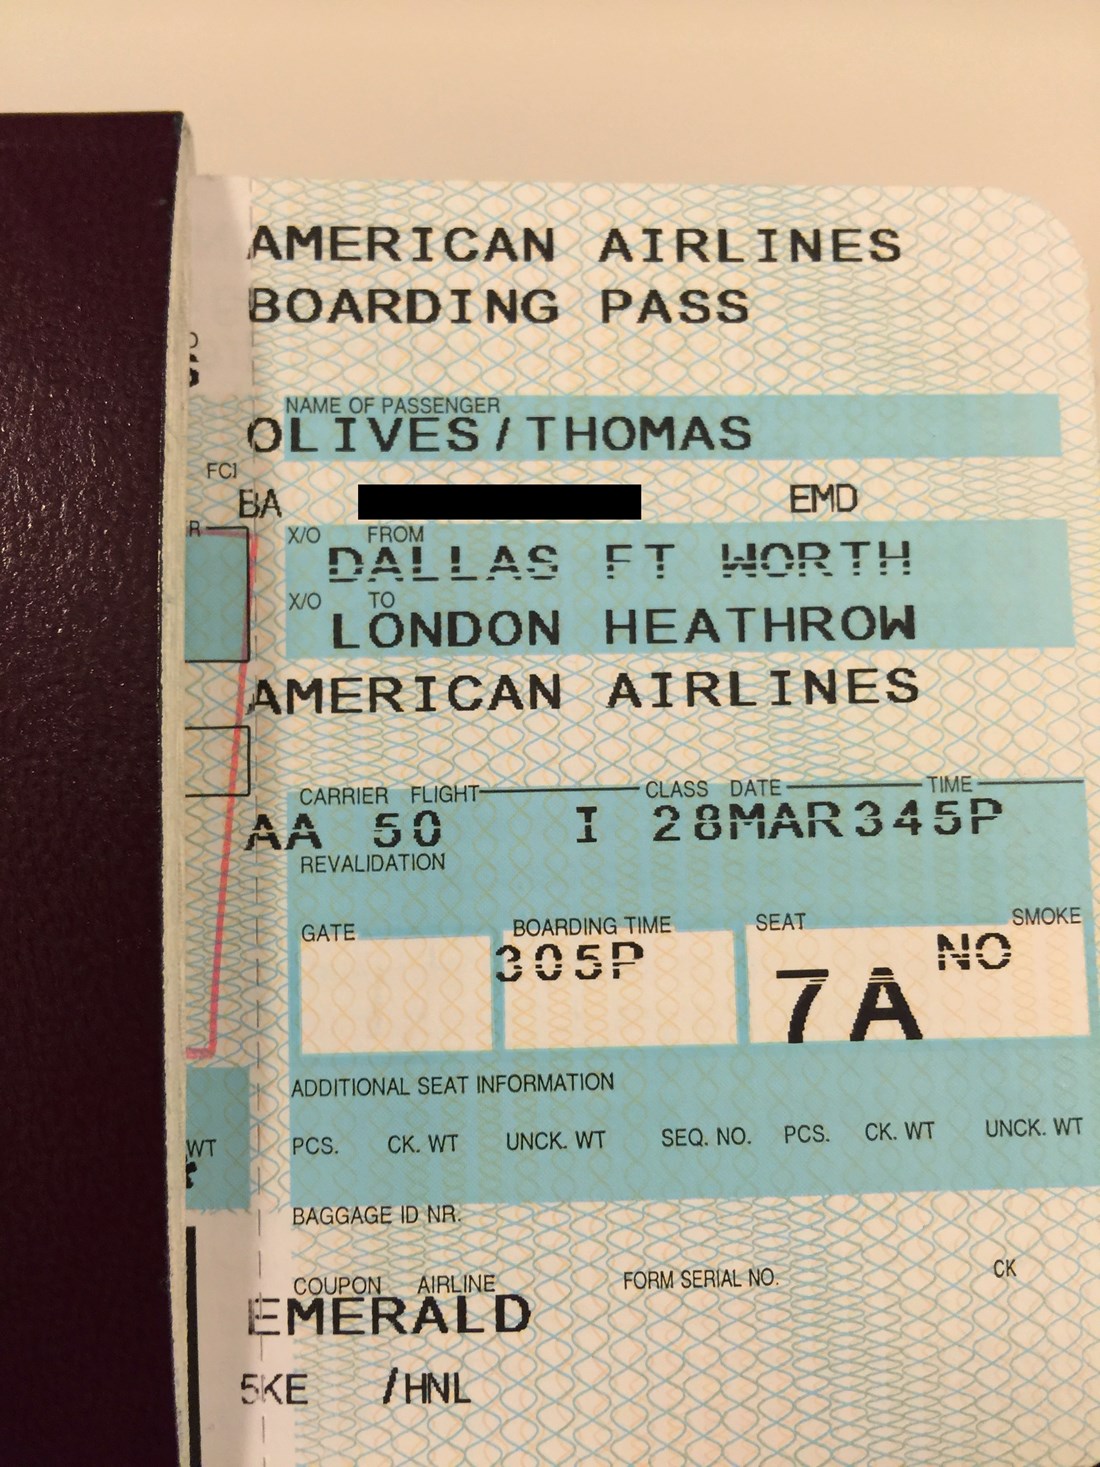 AMERICAN AIRLINES
BOARDING PASS
NAME OF PASSENGER
OLIVES/THOMAS
FCI
BA EMD
R
X/O FROM
DALLAS FT WORTH
X/O TO
LONDON HEATHROW
AMERICAN AIRLINES
CARRIER FLIGHT CLASS DATE TIME
AA 50 I 28MAR345P
REVALIDATION
GATE BOARDING TIME SEAT SMOKE
305P 7A NO
ADDITIONAL SEAT INFORMATION
WT PCS. CK. WT UNCK. WT SEQ. NO. PCS. CK. WT UNCK. WT
BAGGAGE ID NR.
COUPON AIRLINE FORM SERIAL NO. CK
EMERALD
5KE /HNL